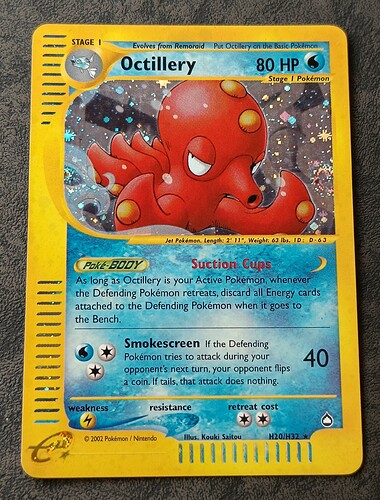 STAGE 1
Evolves from Remoraid Put Octillery on the Basic Pokémon
Octillery 80 HP
Stage 1 Pokémon
Jet Pokémon. Length: 2' 11", Weight: 63 lbs. ID: D-63
Poké-BODY Suction Cups
As long as Octillery is your Active Pokémon, whenever
the Defending Pokémon retreats, discard all Energy cards
attached to the Defending Pokémon when it goes to
the Bench.
Smokescreen If the Defending
Pokémon tries to attack during your
opponent's next turn, your opponent flips
a coin. If tails, that attack does nothing.
40
weakness resistance retreat cost
© 2002 Pokémon / Nintendo Illus. Kouki Saitou H20/H32 ★